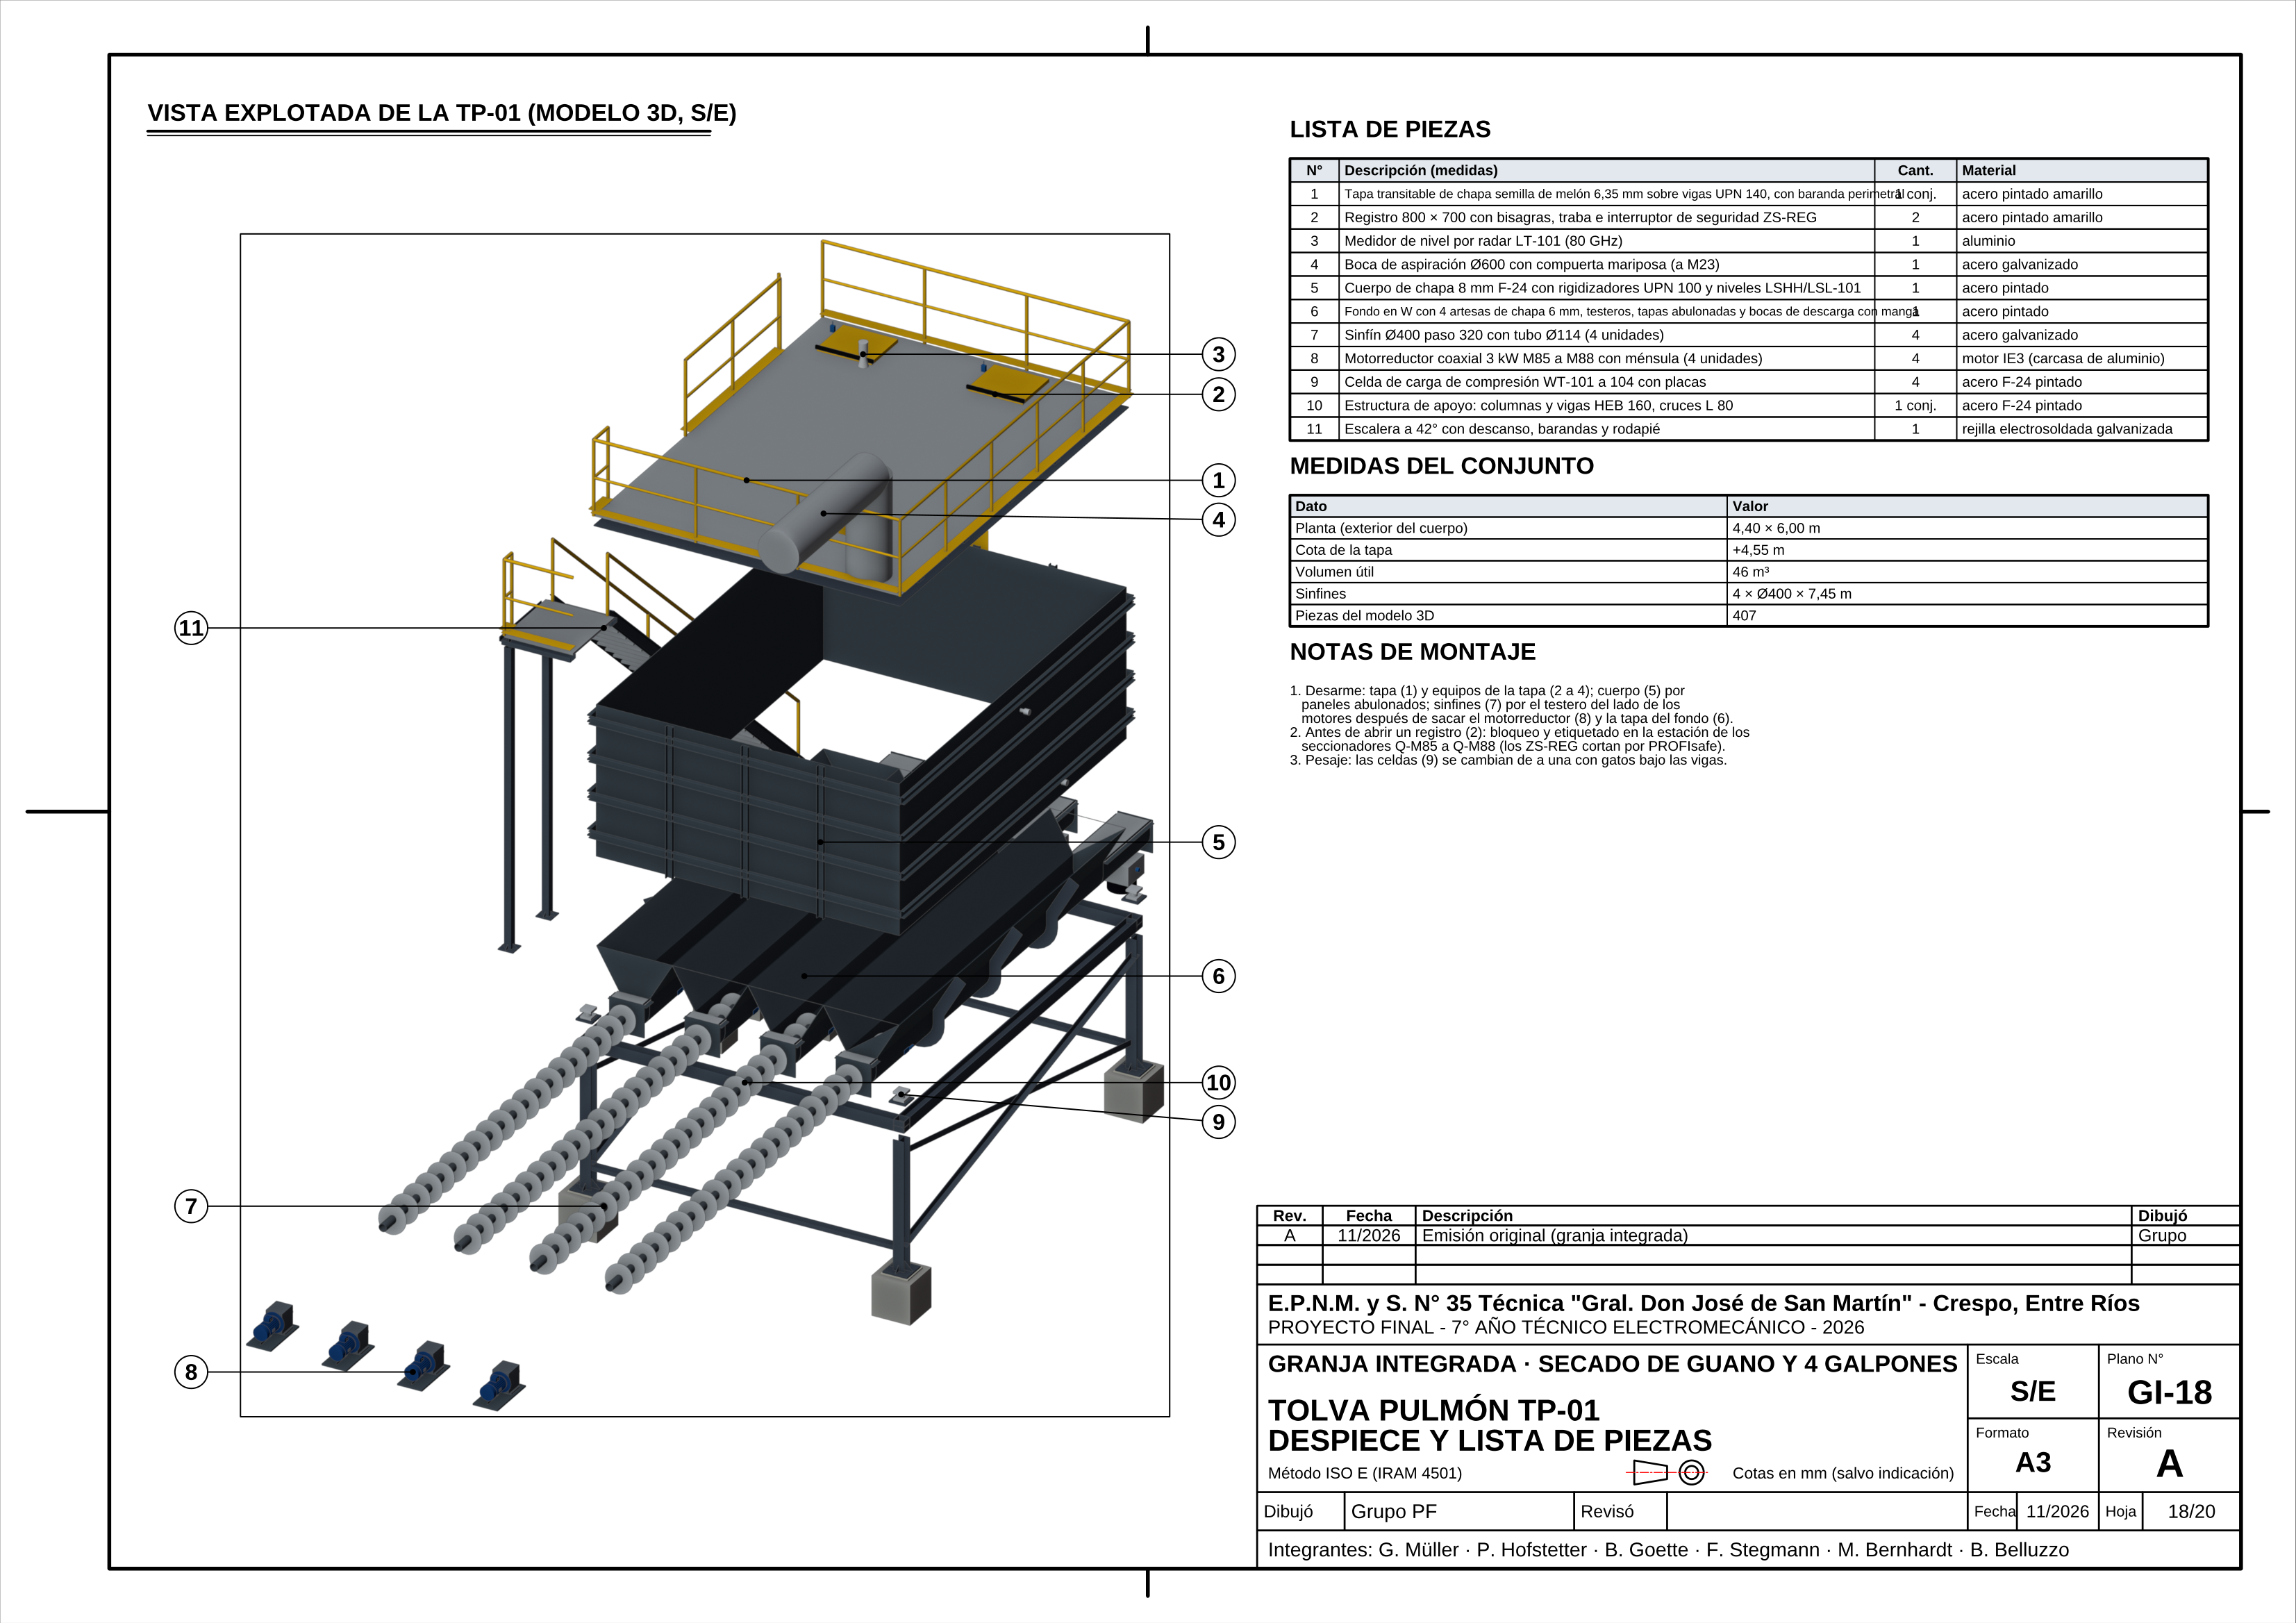 VISTA EXPLOTADA DE LA TP-01 (MODELO 3D, S/E)
3
2
1
4
11
5
6
10
9
7
8
LISTA DE PIEZAS
N° Descripción (medidas) Cant. Material
1 Tapa transitable de chapa semilla de melón 6,35 mm sobre vigas UPN 140, con baranda perimetral 1 conj. acero pintado amarillo
2 Registro 800 × 700 con bisagras, traba e interruptor de seguridad ZS-REG 2 acero pintado amarillo
3 Medidor de nivel por radar LT-101 (80 GHz) 1 aluminio
4 Boca de aspiración Ø600 con compuerta mariposa (a M23) 1 acero galvanizado
5 Cuerpo de chapa 8 mm F-24 con rigidizadores UPN 100 y niveles LSHH/LSL-101 1 acero pintado
6 Fondo en W con 4 artesas de chapa 6 mm, testeros, tapas abulonadas y bocas de descarga con manga 1 acero pintado
7 Sinfín Ø400 paso 320 con tubo Ø114 (4 unidades) 4 acero galvanizado
8 Motorreductor coaxial 3 kW M85 a M88 con ménsula (4 unidades) 4 motor IE3 (carcasa de aluminio)
9 Celda de carga de compresión WT-101 a 104 con placas 4 acero F-24 pintado
10 Estructura de apoyo: columnas y vigas HEB 160, cruces L 80 1 conj. acero F-24 pintado
11 Escalera a 42° con descanso, barandas y rodapié 1 rejilla electrosoldada galvanizada
MEDIDAS DEL CONJUNTO
Dato Valor
Planta (exterior del cuerpo) 4,40 × 6,00 m
Cota de la tapa +4,55 m
Volumen útil 46 m³
Sinfines 4 × Ø400 × 7,45 m
Piezas del modelo 3D 407
NOTAS DE MONTAJE
1. Desarme: tapa (1) y equipos de la tapa (2 a 4); cuerpo (5) por
paneles abulonados; sinfines (7) por el testero del lado de los
motores después de sacar el motorreductor (8) y la tapa del fondo (6).
2. Antes de abrir un registro (2): bloqueo y etiquetado en la estación de los
seccionadores Q-M85 a Q-M88 (los ZS-REG cortan por PROFIsafe).
3. Pesaje: las celdas (9) se cambian de a una con gatos bajo las vigas.
Rev. Fecha Descripción Dibujó
A 11/2026 Emisión original (granja integrada) Grupo
E.P.N.M. y S. N° 35 Técnica "Gral. Don José de San Martín" - Crespo, Entre Ríos
PROYECTO FINAL - 7° AÑO TÉCNICO ELECTROMECÁNICO - 2026
GRANJA INTEGRADA · SECADO DE GUANO Y 4 GALPONES
TOLVA PULMÓN TP-01
DESPIECE Y LISTA DE PIEZAS
Método ISO E (IRAM 4501) Cotas en mm (salvo indicación)
Escala
S/E
Plano N°
GI-18
Formato
A3
Revisión
A
Dibujó Grupo PF Revisó Fecha 11/2026 Hoja 18/20
Integrantes: G. Müller · P. Hofstetter · B. Goette · F. Stegmann · M. Bernhardt · B. Belluzzo